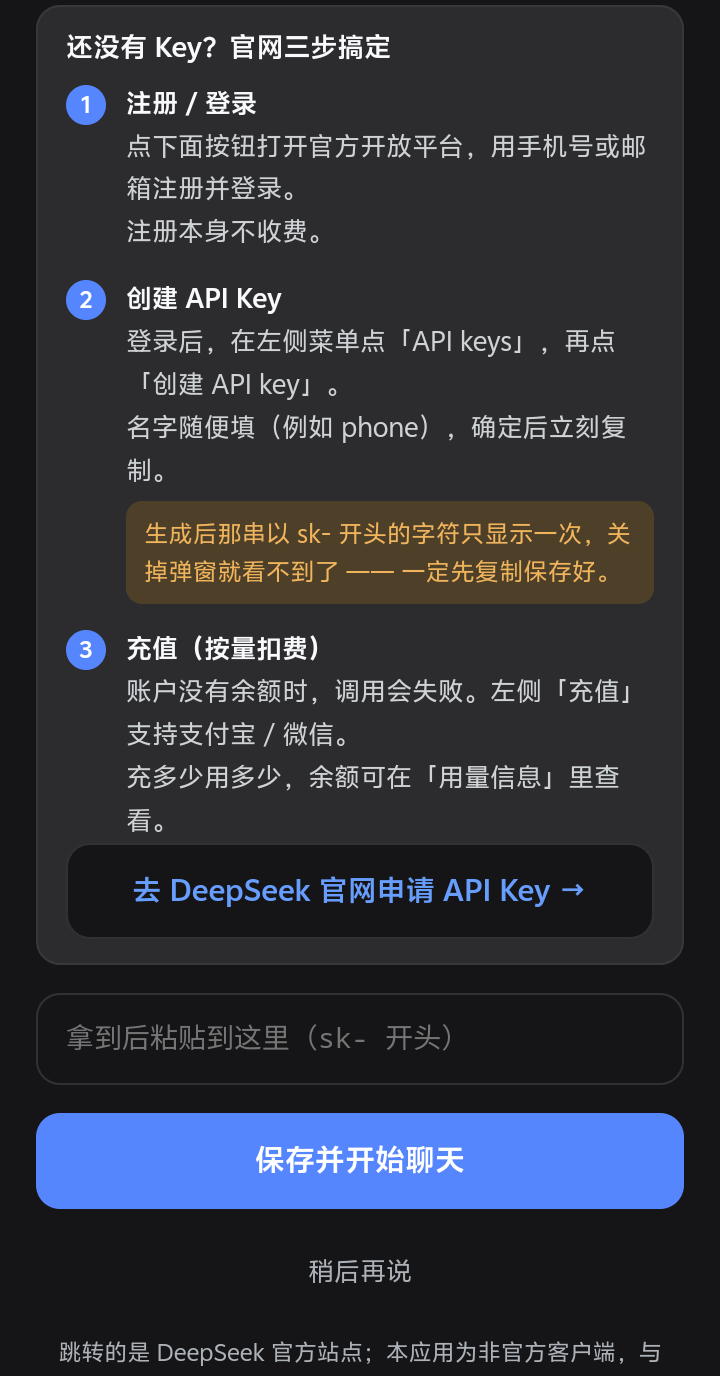 还没有 Key？官网三步搞定
1 注册 / 登录
点下面按钮打开官方开放平台，用手机号或邮
箱注册并登录。
注册本身不收费。
2 创建 API Key
登录后，在左侧菜单点「API keys」，再点
「创建 API key」。
名字随便填（例如 phone），确定后立刻复
制。
生成后那串以 sk- 开头的字符只显示一次，关
掉弹窗就看不到了 —— 一定先复制保存好。
3 充值（按量扣费）
账户没有余额时，调用会失败。左侧「充值」
支持支付宝 / 微信。
充多少用多少，余额可在「用量信息」里查
看。
去 DeepSeek 官网申请 API Key →
拿到后粘贴到这里（sk- 开头）
保存并开始聊天
稍后再说
跳转的是 DeepSeek 官方站点；本应用为非官方客户端，与